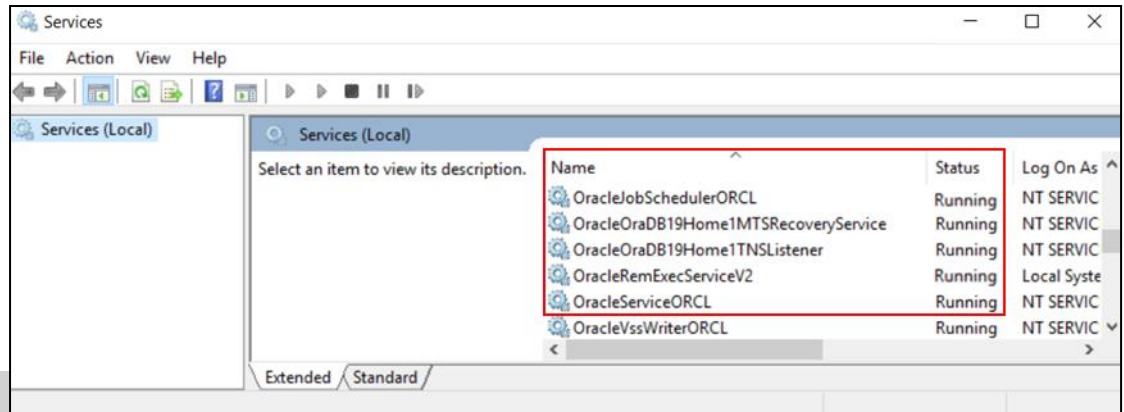 Services
File Action View Help
Services (Local)
Services (Local)
Select an item to view its description.
Name Status Log On As
OracleJobSchedulerORCL Running NT SERVIC
OracleOraDB19Home1MTSRecoveryService Running NT SERVIC
OracleOraDB19Home1TNSListener Running NT SERVIC
OracleRemExecServiceV2 Running Local Syste
OracleServiceORCL Running NT SERVIC
OracleVssWriterORCL Running NT SERVIC
Extended Standard